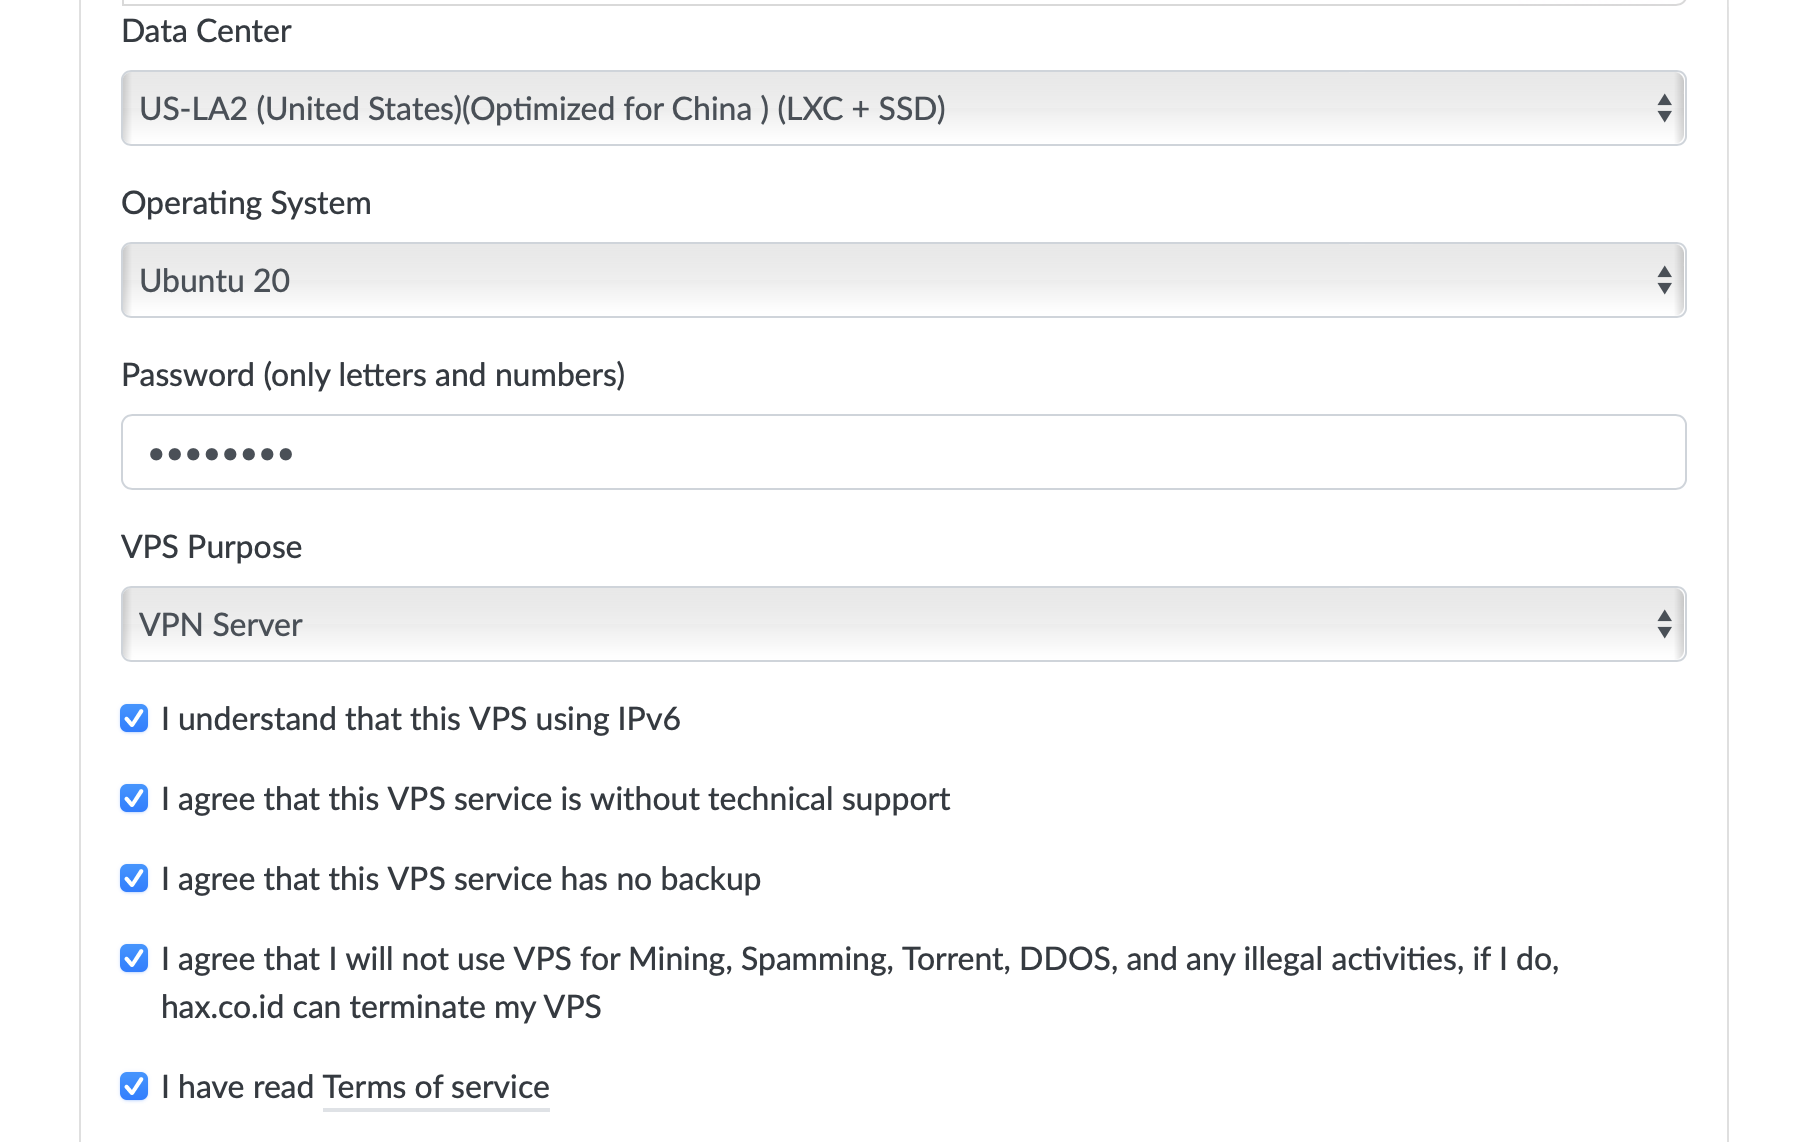 Data Center
US-LA2 (United States)(Optimized for China ) (LXC + SSD)
Operating System
Ubuntu 20
Password (only letters and numbers)
••••••••
VPS Purpose
VPN Server
I understand that this VPS using IPv6
I agree that this VPS service is without technical support
I agree that this VPS service has no backup
I agree that I will not use VPS for Mining, Spamming, Torrent, DDOS, and any illegal activities, if I do,
hax.co.id can terminate my VPS
I have read Terms of service